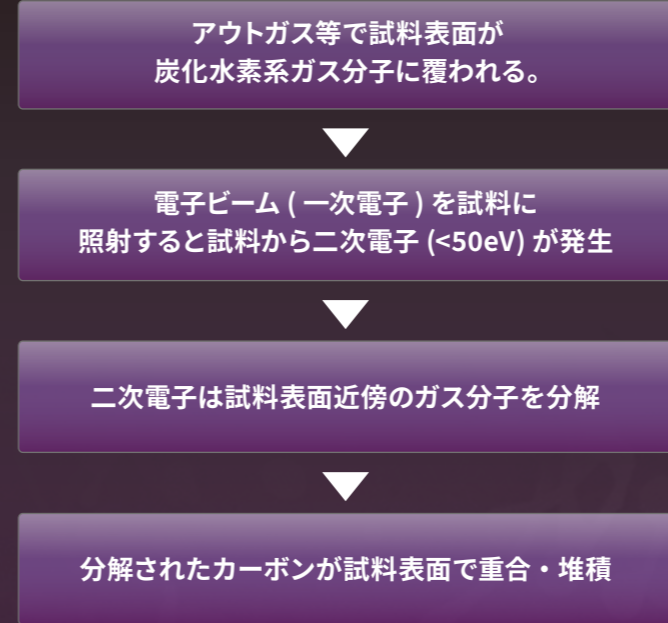 アウトガス等で試料表面が
炭化水素系ガス分子に覆われる。
電子ビーム ( 一次電子 ) を試料に
照射すると試料から二次電子 (<50eV) が発生
二次電子は試料表面近傍のガス分子を分解
分解されたカーボンが試料表面で重合・堆積